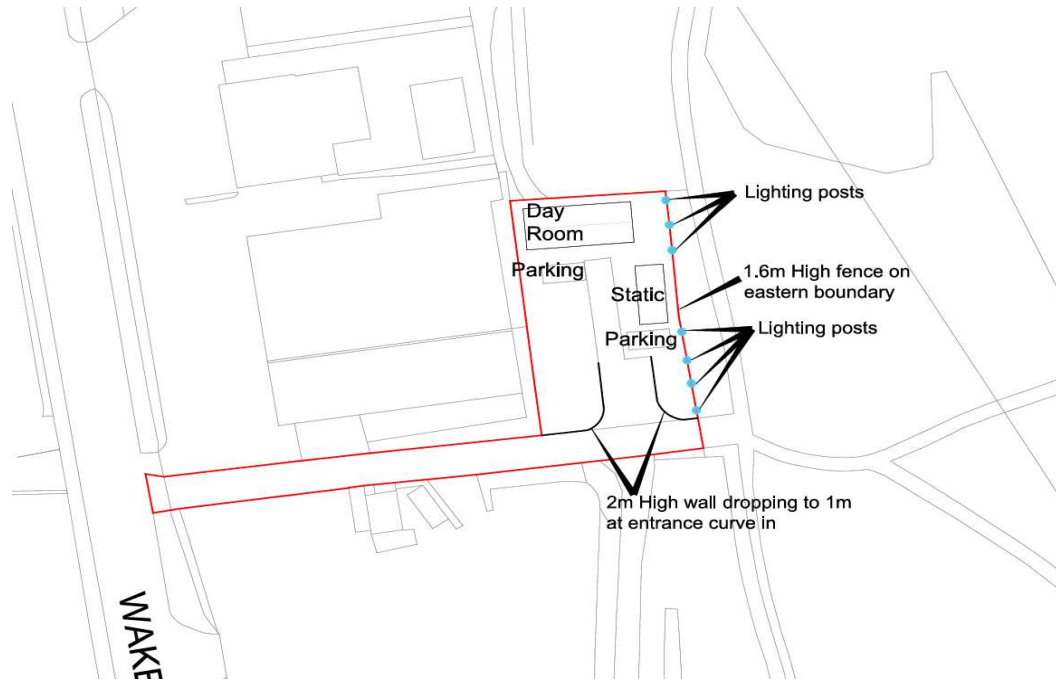 Lighting posts
Day
Room
Parking
1.6m High fence on
eastern boundary
Static
Lighting posts
Parking
2m High wall dropping to 1m
at entrance curve in